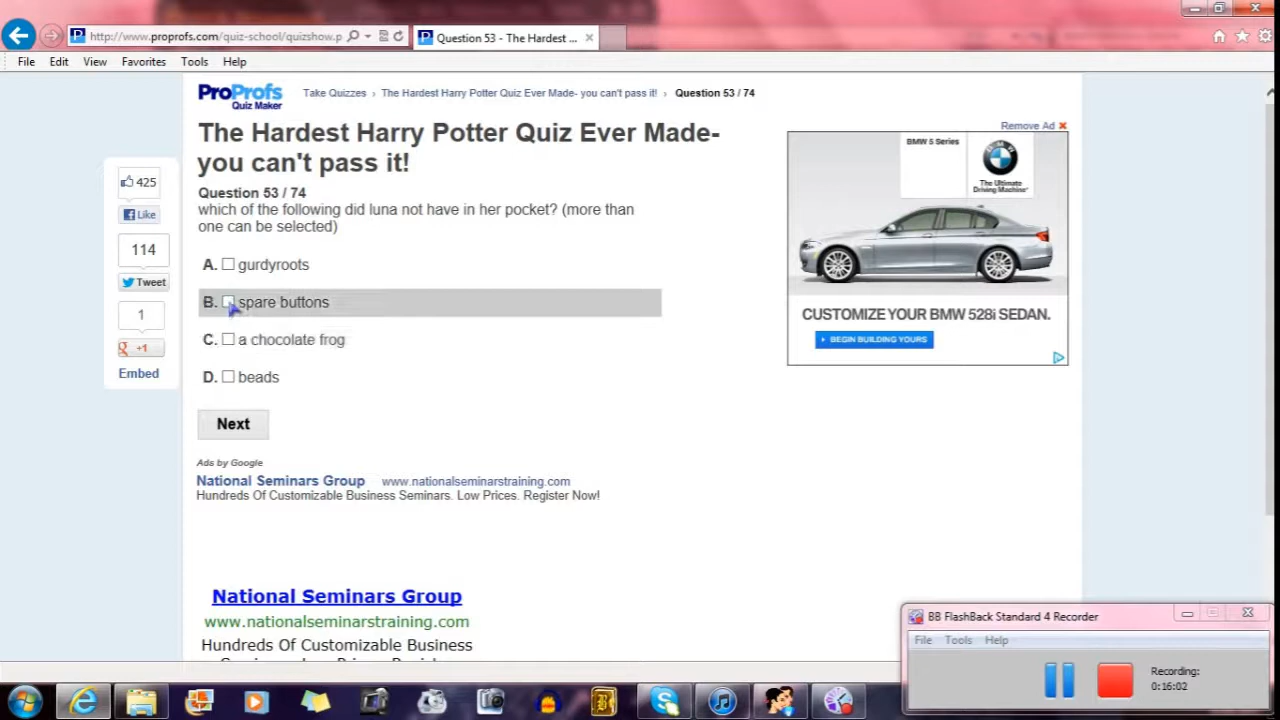 http://www.proprofs.com/quiz-school/quizshow.p
Question 53 - The Hardest ...
File Edit View Favorites Tools Help
ProProfs
Quiz Maker
Take Quizzes › The Hardest Harry Potter Quiz Ever Made- you can't pass it! › Question 53 / 74
The Hardest Harry Potter Quiz Ever Made-
you can't pass it!
Question 53 / 74
which of the following did luna not have in her pocket? (more than
one can be selected)
A. gurdyroots
B. spare buttons
C. a chocolate frog
D. beads
Next
425
Like
114
Tweet
1
+1
Embed
Remove Ad
BMW 5 Series
The Ultimate
Driving Machine®
CUSTOMIZE YOUR BMW 528i SEDAN.
BEGIN BUILDING YOURS
Ads by Google
National Seminars Group www.nationalseminarstraining.com
Hundreds Of Customizable Business Seminars. Low Prices. Register Now!
National Seminars Group
www.nationalseminarstraining.com
Hundreds Of Customizable Business
BB FlashBack Standard 4 Recorder
File Tools Help
Recording:
0:16:02